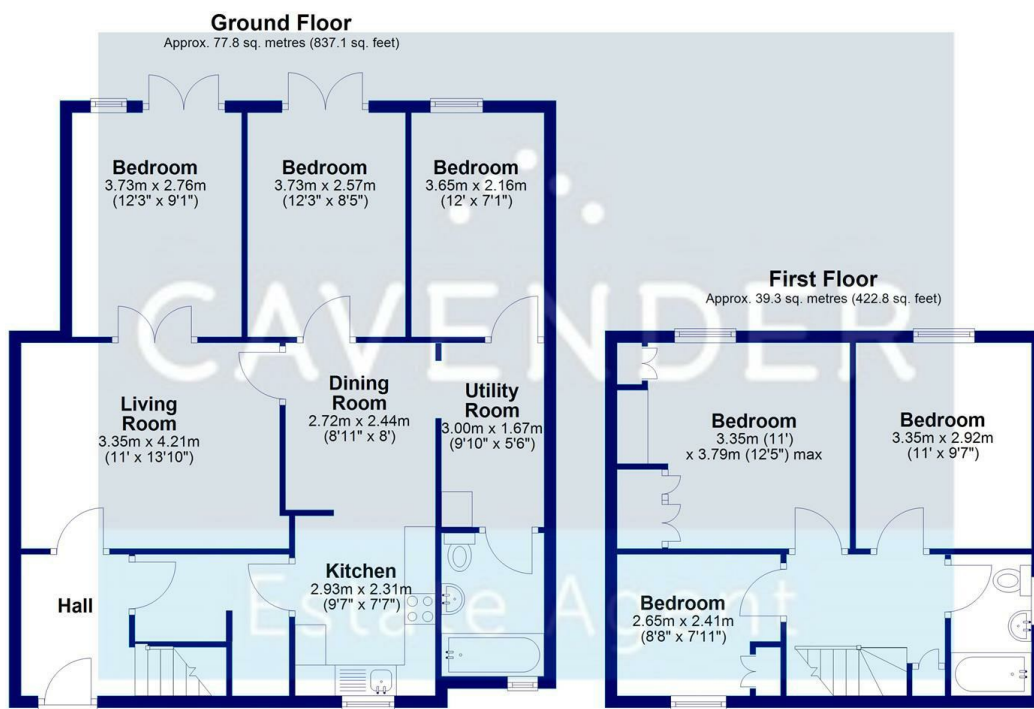 Ground Floor
Approx. 77.8 sq. metres (837.1 sq. feet)
Bedroom
3.73m x 2.76m
(12'3" x 9'1")
Bedroom
3.73m x 2.57m
(12'3" x 8'5")
Bedroom
3.65m x 2.16m
(12' x 7'1")
Living
Room
3.35m x 4.21m
(11' x 13'10")
Dining
Room
2.72m x 2.44m
(8'11" x 8')
Utility
Room
3.00m x 1.67m
(9'10" x 5'6")
Kitchen
2.93m x 2.31m
(9'7" x 7'7")
Hall
First Floor
Approx. 39.3 sq. metres (422.8 sq. feet)
Bedroom
3.35m (11')
x 3.79m (12'5") max
Bedroom
3.35m x 2.92m
(11' x 9'7")
Bedroom
2.65m x 2.41m
(8'8" x 7'11")
CAVENDER
Estate Agent